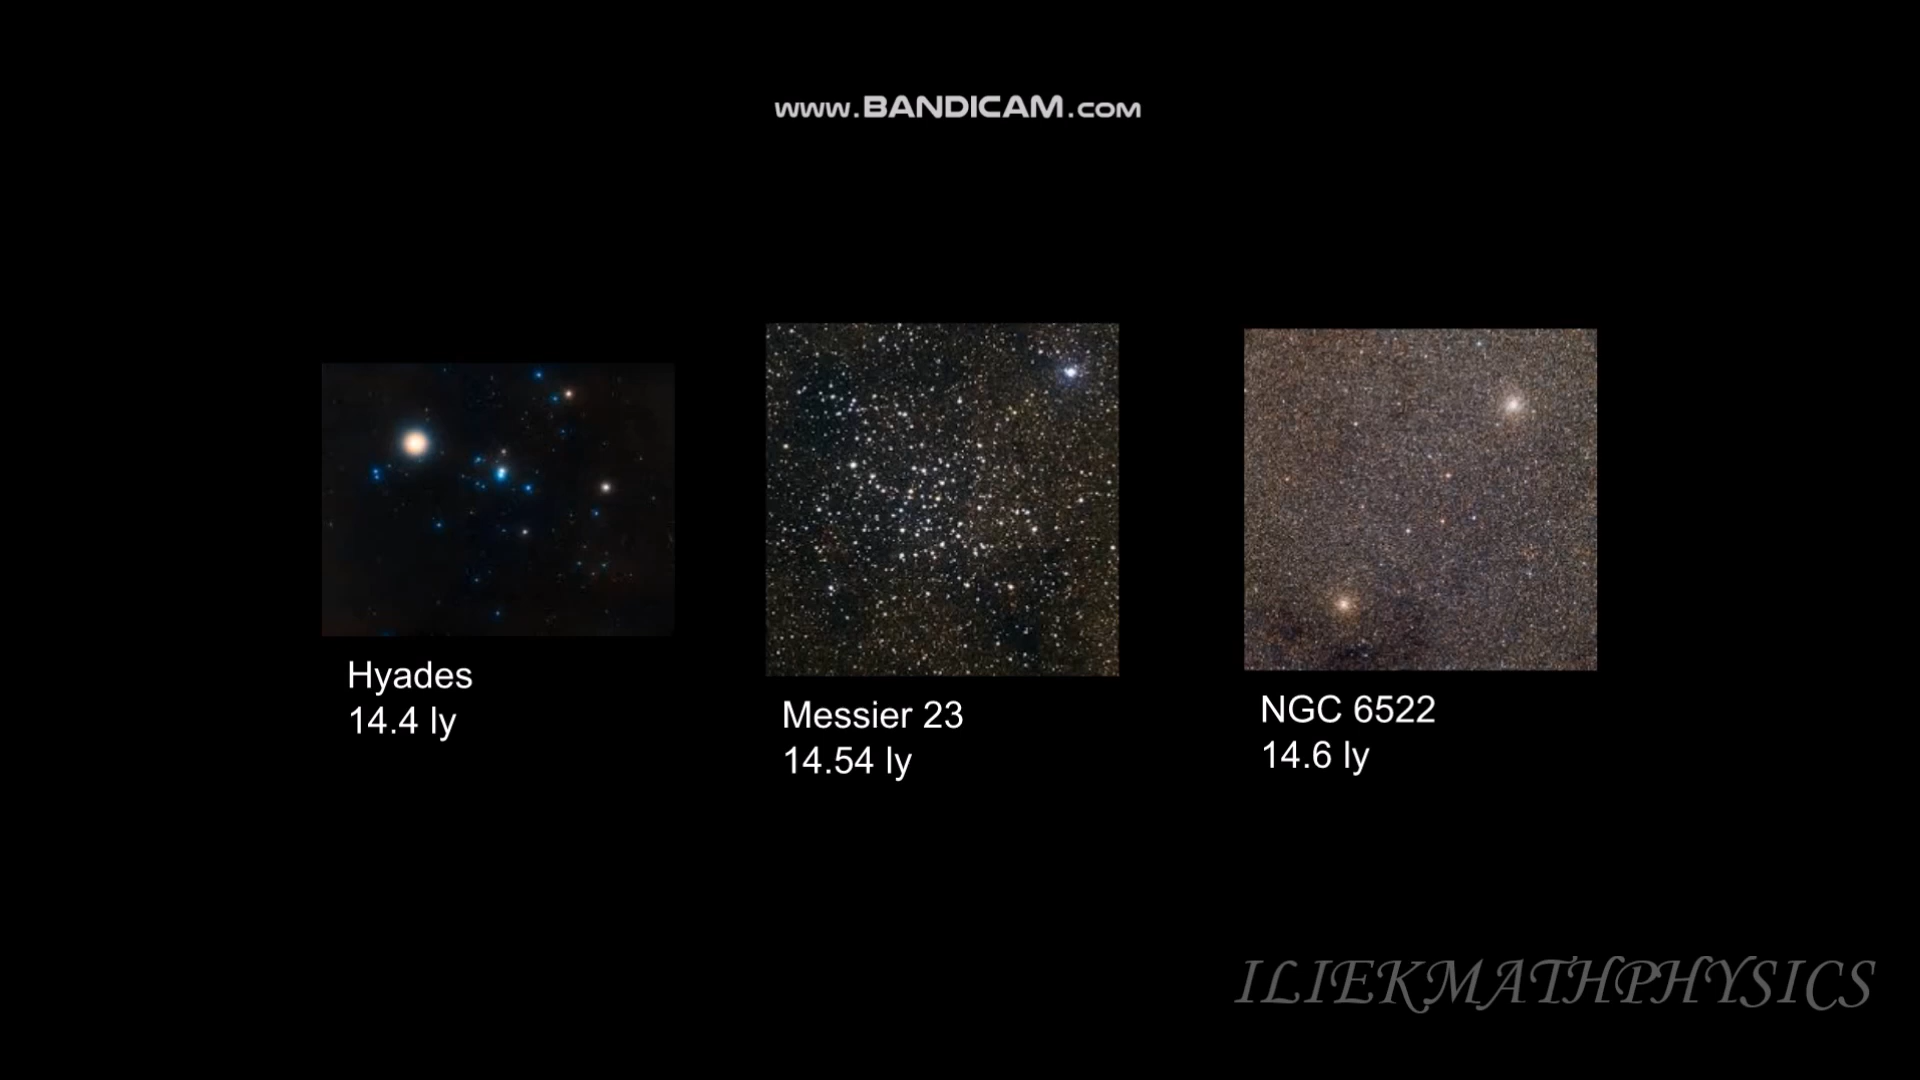 www.BANDICAM.com
Hyades
14.4 ly
Messier 23
14.54 ly
NGC 6522
14.6 ly
ILIEKMATHPHYSICS